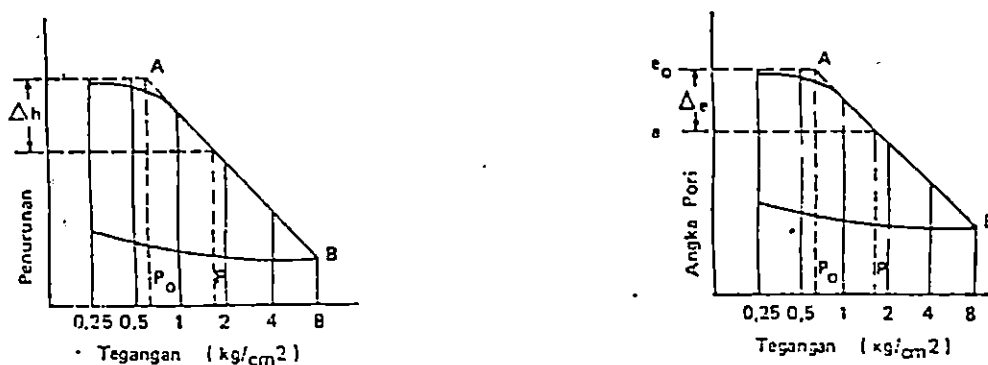 A
Δh
Penurunan
B
P₀
P
0,25 0,5 1 2 4 8
Tegangan ( kg/cm2)
e₀
A
Δe
e
Angka Pori
B
P₀
P
0,25 0,5 1 2 4 8
Tegangan ( kg/cm2)